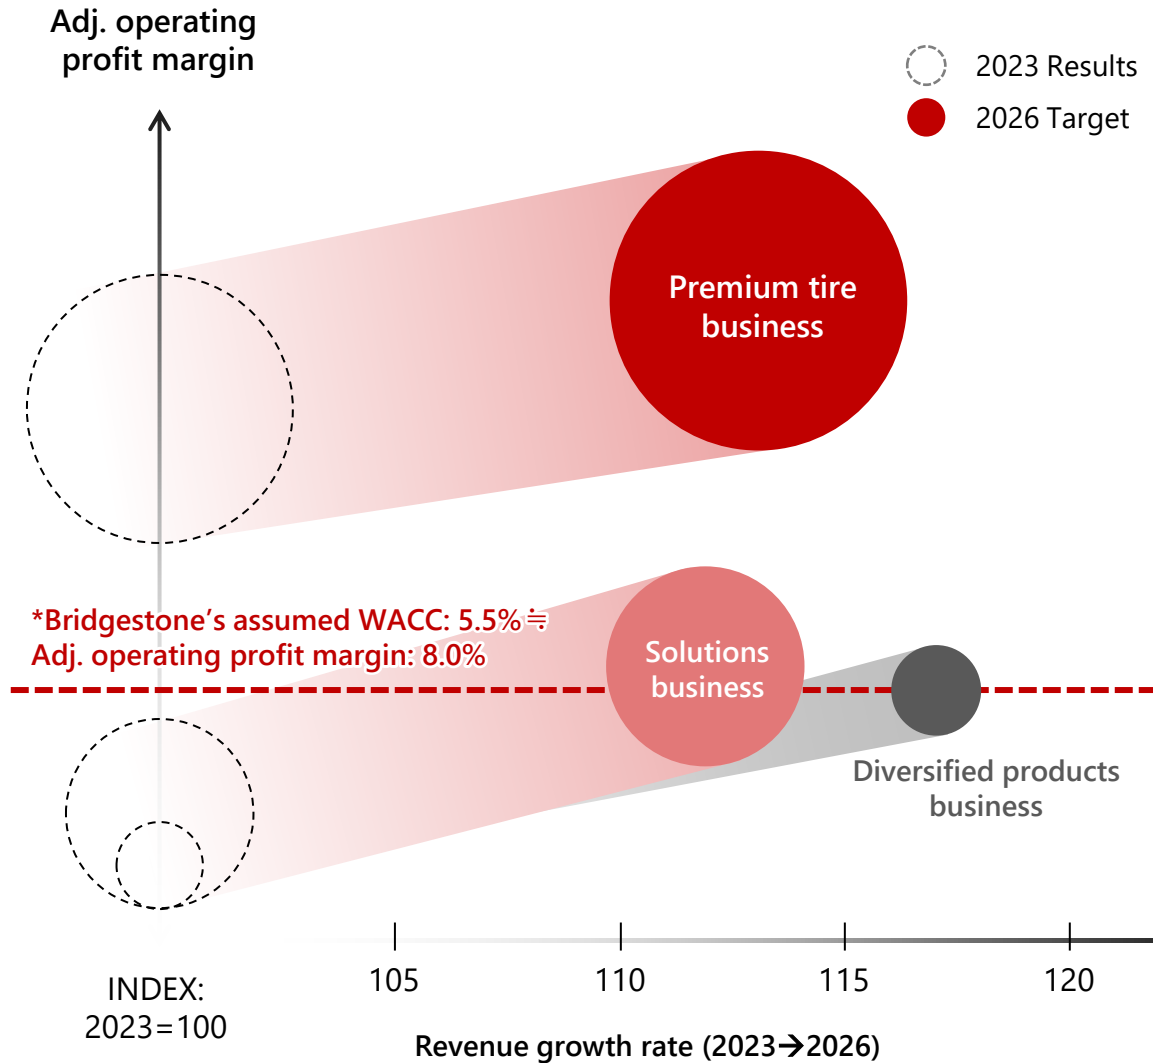 Adj. operating
profit margin
2023 Results
2026 Target
Premium tire
business
*Bridgestone’s assumed WACC: 5.5%≒
Adj. operating profit margin: 8.0%
Solutions
business
Diversified products
business
INDEX:
2023=100
105
110
115
120
Revenue growth rate (2023→2026)